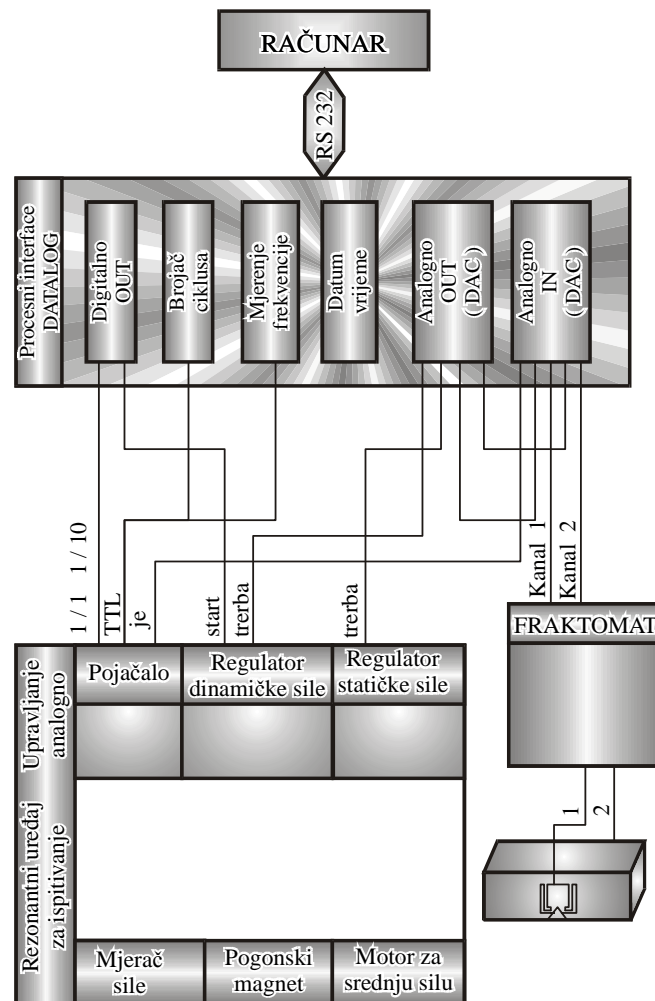 RAČUNAR
RS 232
Procesni interface
DATALOG
Digitalno
OUT
Brojač
ciklusa
Mjerenje
frekvencije
Datum
vrijeme
Analogno
OUT
( DAC )
Analogno
IN
( DAC )
1 / 1 1 / 10
TTL
je
start
trerba
trerba
Kanal 1
Kanal 2
FRAKTOMAT
Upravljanje
analogno
Pojačalo
Regulator
dinamičke sile
Regulator
statičke sile
1
2
Rezonantni uređaj
za ispitivanje
Mjerač
sile
Pogonski
magnet
Motor za
srednju silu